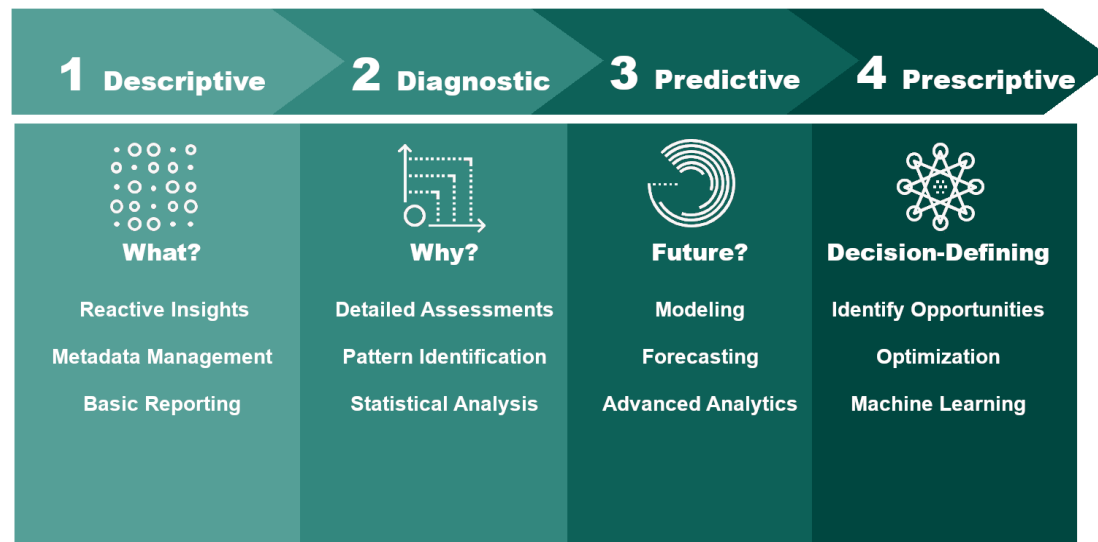 1 Descriptive
2 Diagnostic
3 Predictive
4 Prescriptive
What?
Reactive Insights
Metadata Management
Basic Reporting
Why?
Detailed Assessments
Pattern Identification
Statistical Analysis
Future?
Modeling
Forecasting
Advanced Analytics
Decision-Defining
Identify Opportunities
Optimization
Machine Learning